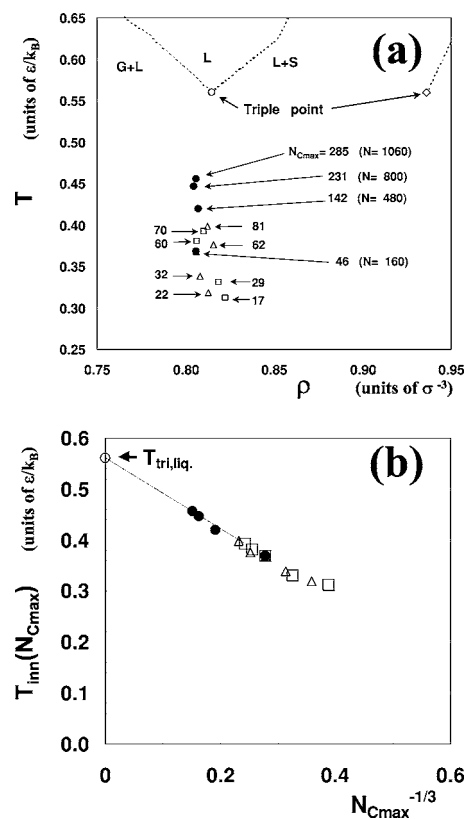 (a)
T (units of ε/kB)
0.65
0.60
0.55
0.50
0.45
0.40
0.35
0.30
0.25
G+L
L
L+S
Triple point
NCmax= 285 (N= 1060)
231 (N= 800)
142 (N= 480)
70
81
60
62
46 (N= 160)
32
29
22
17
0.75 0.80 0.85 0.90 0.95
ρ (units of σ-3)
(b)
Tinn(NCmax) (units of ε/kB)
0.6
0.5
0.4
0.3
0.2
0.1
0.0
Ttri,liq.
0 0.2 0.4 0.6
NCmax-1/3